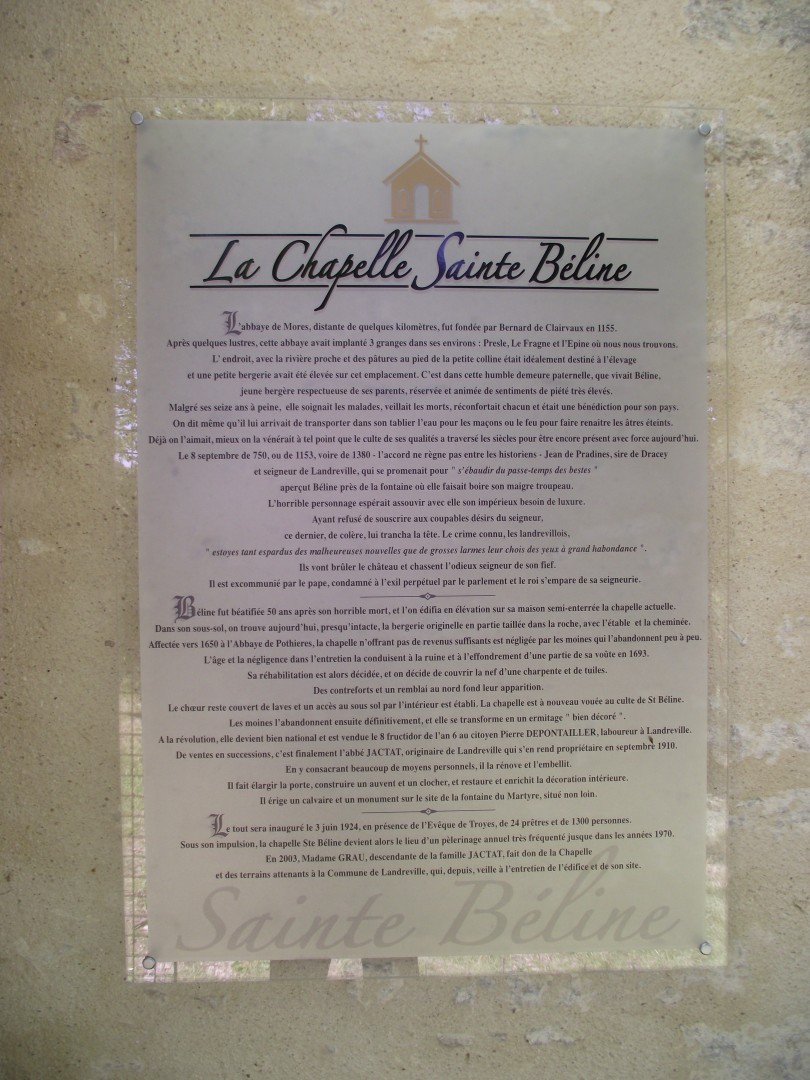 La Chapelle Sainte Béline
L'abbaye de Mores, distante de quelques kilomètres, fut fondée par Bernard de Clairvaux en 1155.
Après quelques lustres, cette abbaye avait implanté 3 granges dans ses environs : Presle, Le Fragne et l'Epine où nous nous trouvons.
L' endroit, avec la rivière proche et des pâtures au pied de la petite colline était idéalement destiné à l'élevage
et une petite bergerie avait été élevée sur cet emplacement. C'est dans cette humble demeure paternelle, que vivait Béline,
jeune bergère respectueuse de ses parents, réservée et animée de sentiments de piété très élevés.
Malgré ses seize ans à peine, elle soignait les malades, veillait les morts, réconfortait chacun et était une bénédiction pour son pays.
On dit même qu'il lui arrivait de transporter dans son tablier l'eau pour les maçons ou le feu pour faire renaitre les âtres éteints.
Déjà on l'aimait, mieux on la vénérait à tel point que le culte de ses qualités a traversé les siècles pour être encore présent avec force aujourd'hui.
Le 8 septembre de 750, ou de 1153, voire de 1380 - l'accord ne règne pas entre les historiens - Jean de Pradines, sire de Dracey
et seigneur de Landreville, qui se promenait pour " s'ébaudir du passe-temps des bestes "
aperçut Béline près de la fontaine où elle faisait boire son maigre troupeau.
L'horrible personnage espérait assouvir avec elle son impérieux besoin de luxure.
Ayant refusé de souscrire aux coupables désirs du seigneur,
ce dernier, de colère, lui trancha la tête. Le crime connu, les landrevillois,
" estoyes tant espardus des malheureuses nouvelles que de grosses larmes leur chois des yeux à grand habondance ".
Ils vont brûler le château et chassent l'odieux seigneur de son fief.
Il est excommunié par le pape, condamné à l'exil perpétuel par le parlement et le roi s'empare de sa seigneurie.
Béline fut béatifiée 50 ans après son horrible mort, et l'on édifia en élévation sur sa maison semi-enterrée la chapelle actuelle.
Dans son sous-sol, on trouve aujourd'hui, presqu'intacte, la bergerie originelle en partie taillée dans la roche, avec l'étable et la cheminée.
Affectée vers 1650 à l'Abbaye de Pothieres, la chapelle n'offrant pas de revenus suffisants est négligée par les moines qui l'abandonnent peu à peu.
L'âge et la négligence dans l'entretien la conduisent à la ruine et à l'effondrement d'une partie de sa voûte en 1693.
Sa réhabilitation est alors décidée, et on décide de couvrir la nef d'une charpente et de tuiles.
Des contreforts et un remblai au nord fond leur apparition.
Le chœur reste couvert de laves et un accès au sous sol par l'intérieur est établi. La chapelle est à nouveau vouée au culte de St Béline.
Les moines l'abandonnent ensuite définitivement, et elle se transforme en un ermitage " bien décoré ".
A la révolution, elle devient bien national et est vendue le 8 fructidor de l'an 6 au citoyen Pierre DEPONTAILLER, laboureur à Landreville.
De ventes en successions, c'est finalement l'abbé JACTAT, originaire de Landreville qui s'en rend propriétaire en septembre 1910.
En y consacrant beaucoup de moyens personnels, il la rénove et l'embellit.
Il fait élargir la porte, construire un auvent et un clocher, et restaure et enrichit la décoration intérieure.
Il érige un calvaire et un monument sur le site de la fontaine du Martyre, situé non loin.
Le tout sera inauguré le 3 juin 1924, en présence de l'Evêque de Troyes, de 24 prêtres et de 1300 personnes.
Sous son impulsion, la chapelle Ste Béline devient alors le lieu d'un pèlerinage annuel très fréquenté jusque dans les années 1970.
En 2003, Madame GRAU, descendante de la famille JACTAT, fait don de la Chapelle
et des terrains attenants à la Commune de Landreville, qui, depuis, veille à l'entretien de l'édifice et de son site.
Sainte Béline